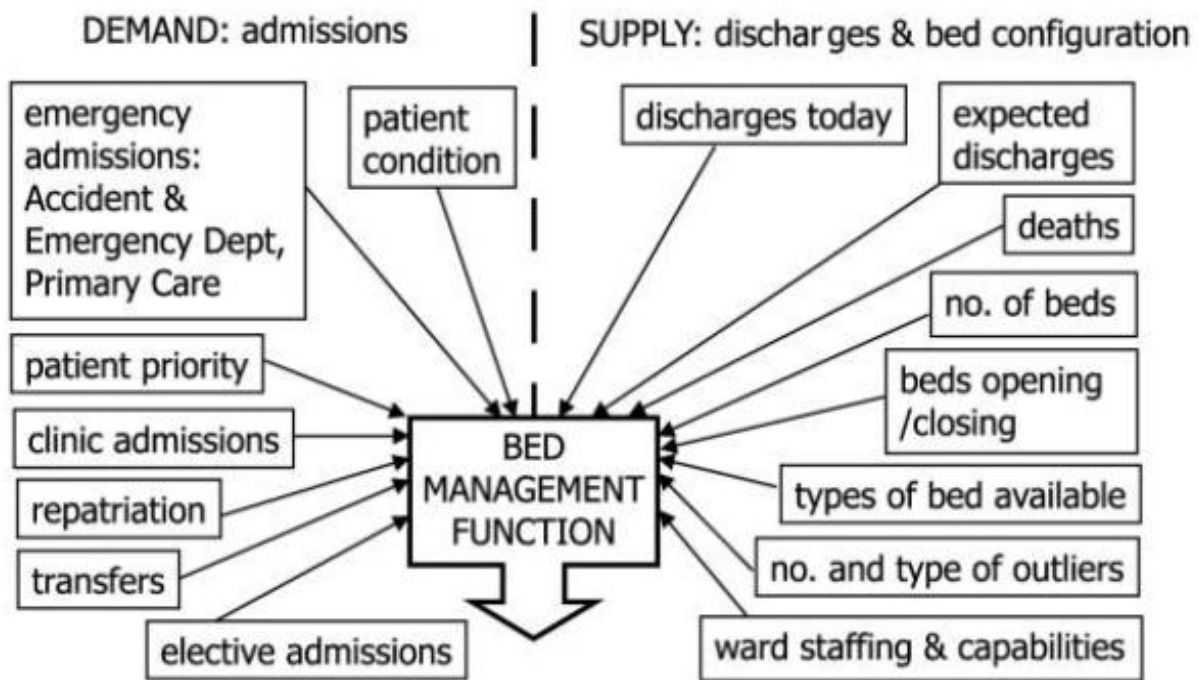 DEMAND: admissions
SUPPLY: discharges & bed configuration
emergency
admissions:
Accident &
Emergency Dept,
Primary Care
patient
condition
discharges today
expected
discharges
deaths
no. of beds
patient priority
beds opening
/closing
clinic admissions
BED
MANAGEMENT
FUNCTION
repatriation
types of bed available
transfers
no. and type of outliers
elective admissions
ward staffing & capabilities